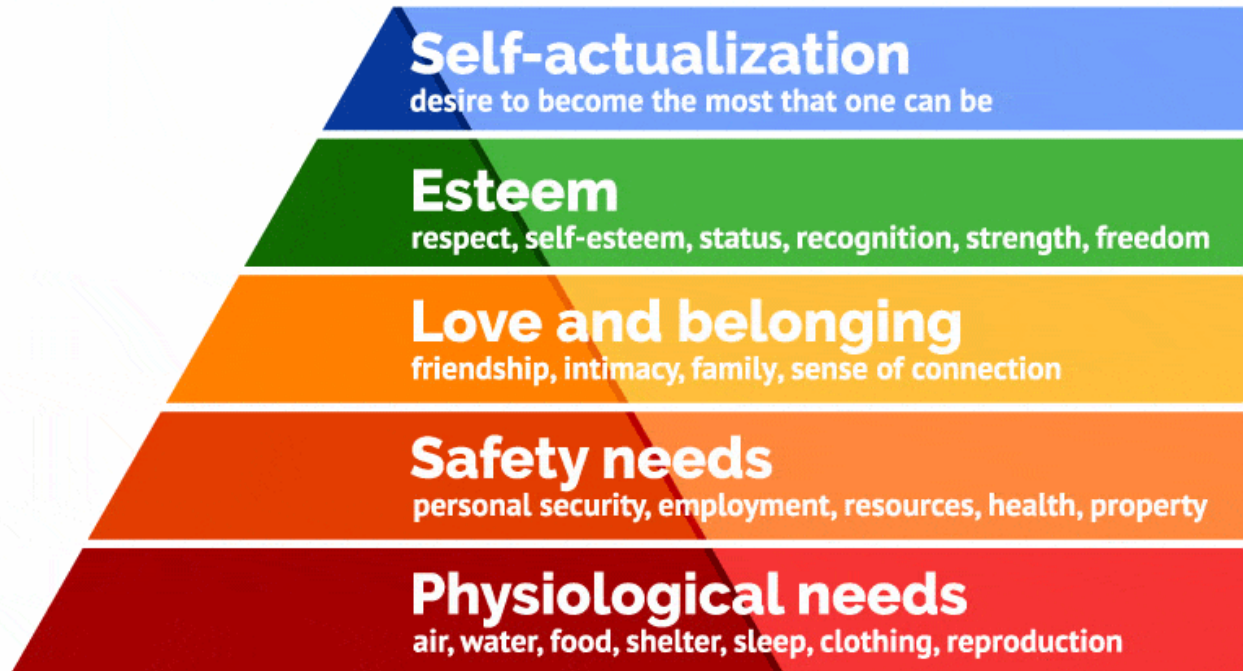 Self-actualization
desire to become the most that one can be
Esteem
respect, self-esteem, status, recognition, strength, freedom
Love and belonging
friendship, intimacy, family, sense of connection
Safety needs
personal security, employment, resources, health, property
Physiological needs
air, water, food, shelter, sleep, clothing, reproduction